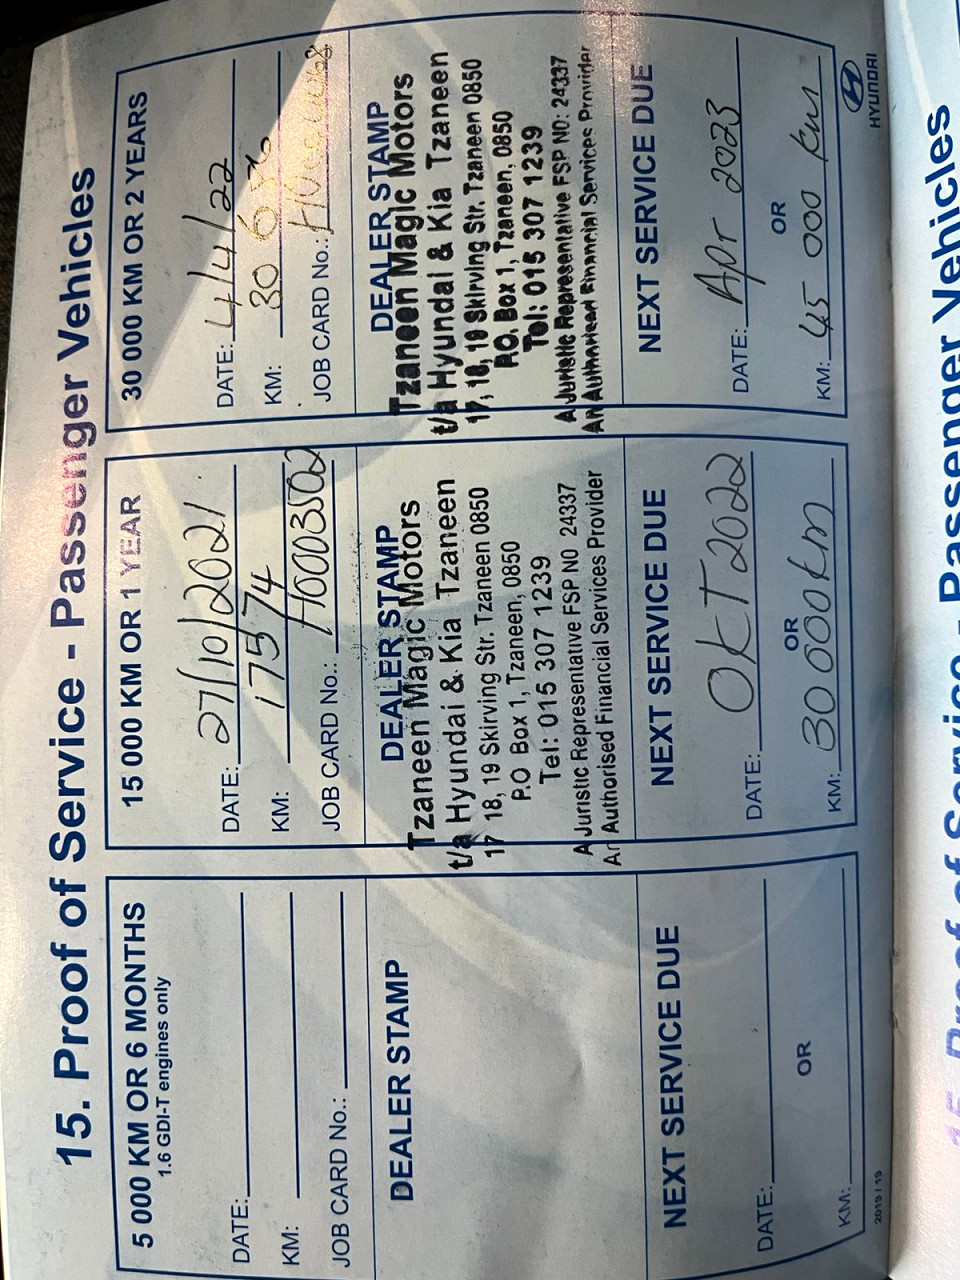 15. Proof of Service - Passenger Vehicles
5 000 KM OR 6 MONTHS
1.6 GDI-T engines only
DATE:
KM:
JOB CARD No.:
DEALER STAMP
NEXT SERVICE DUE
DATE:
OR
KM:
2019 / 19
15 000 KM OR 1 YEAR
DATE: 27/10/2021
KM: 17574
JOB CARD No.: H0003502
DEALER STAMP
Tzaneen Magic Motors
t/a Hyundai & Kia Tzaneen
17 18, 19 Skirving Str. Tzaneen 0850
P.O Box 1, Tzaneen, 0850
Tel: 015 307 1239
A Juristic Representative FSP NO 24337
An Authorised Financial Services Provider
NEXT SERVICE DUE
DATE: OKT 2022
OR
KM: 30 000km
30 000 KM OR 2 YEARS
DATE: 4/4/22
KM: 30
JOB CARD No.:
DEALER STAMP
Tzaneen Magic Motors
t/a Hyundai & Kia Tzaneen
17, 18, 19 Skirving Str. Tzaneen 0850
P.O. Box 1, Tzaneen, 0850
Tel: 015 307 1239
A Juristic Representative FSP NO: 24337
An Authorised Financial Services Provider
NEXT SERVICE DUE
DATE: Apr 2023
OR
KM: 45 000 km
HYUNDAI
15. Proof of Service - Passenger Vehicles